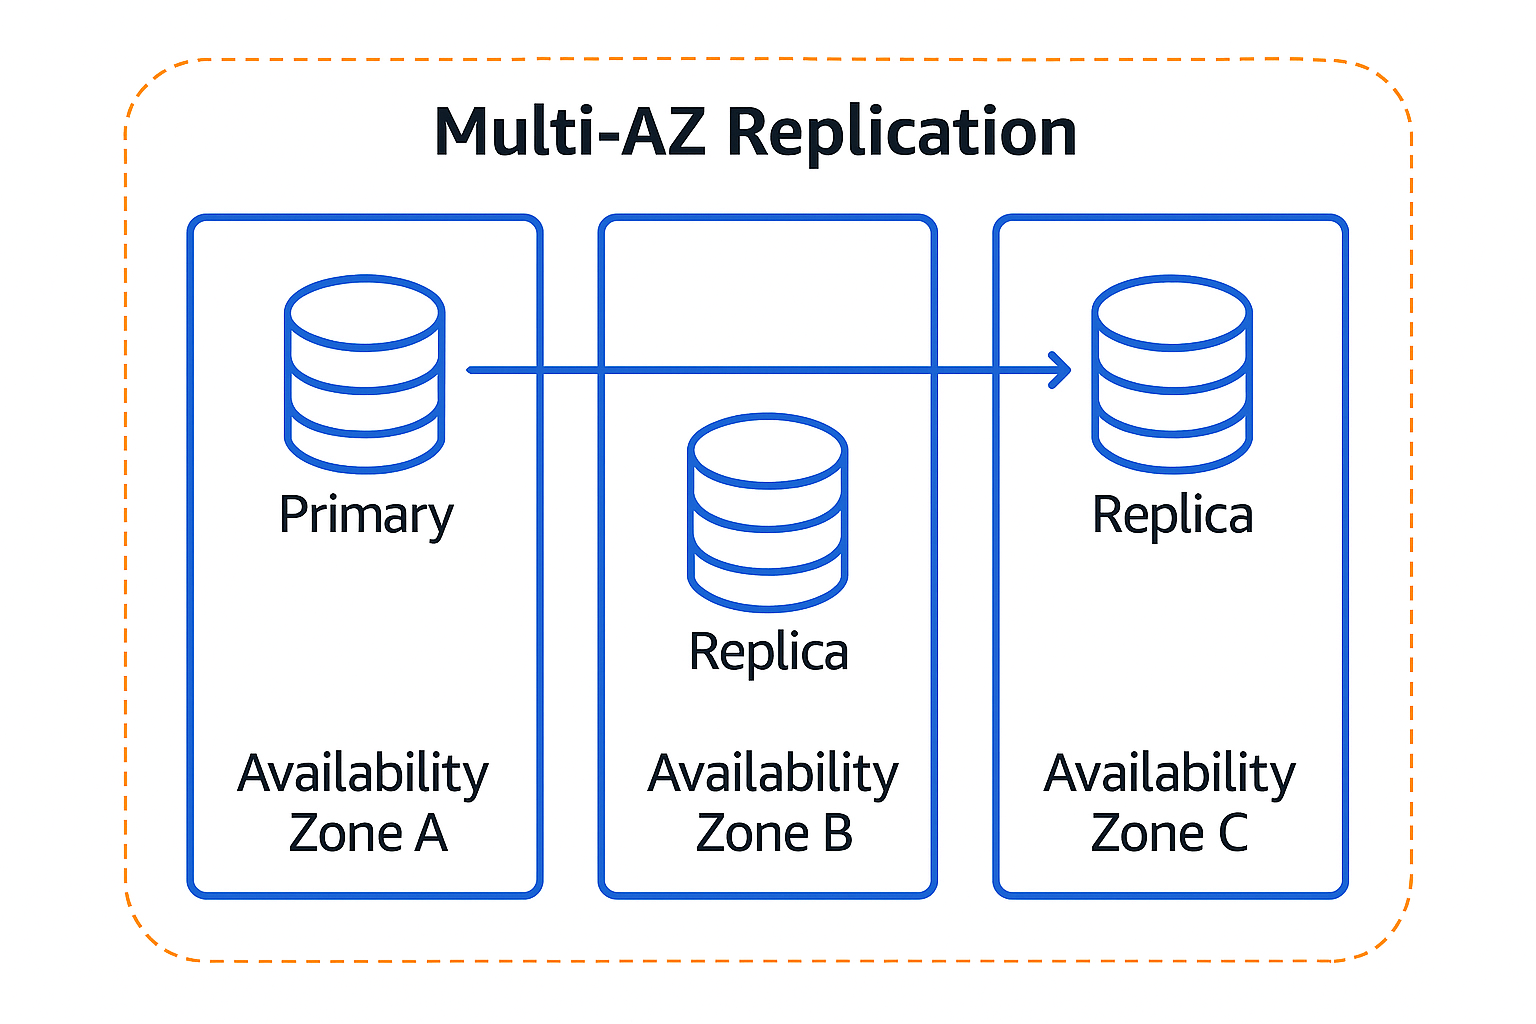 Multi-AZ Replication
Primary
Replica
Replica
Availability
Zone A
Availability
Zone B
Availability
Zone C